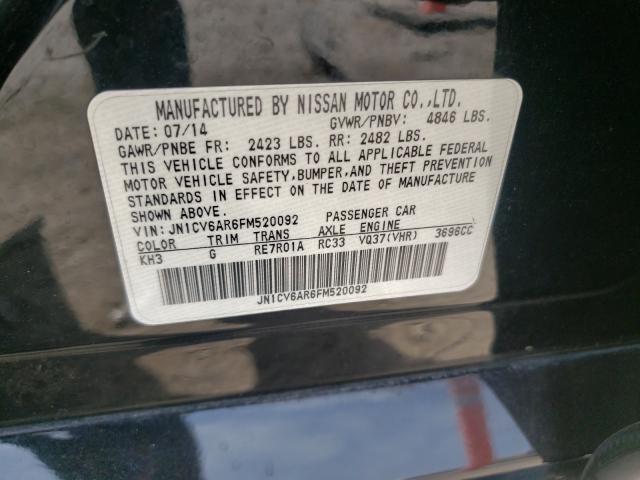 MANUFACTURED BY NISSAN MOTOR CO.,LTD.
DATE: 07/14 GVWR/PNBV: 4846 LBS.
GAWR/PNBE FR: 2423 LBS. RR: 2482 LBS.
THIS VEHICLE CONFORMS TO ALL APPLICABLE FEDERAL
MOTOR VEHICLE SAFETY, BUMPER, AND THEFT PREVENTION
STANDARDS IN EFFECT ON THE DATE OF MANUFACTURE
SHOWN ABOVE.
VIN: JN1CV6AR6FM520092 PASSENGER CAR
COLOR TRIM TRANS AXLE ENGINE
KH3 G RE7R01A RC33 VQ37(VHR) 3696CC
JN1CV6AR6FM520092